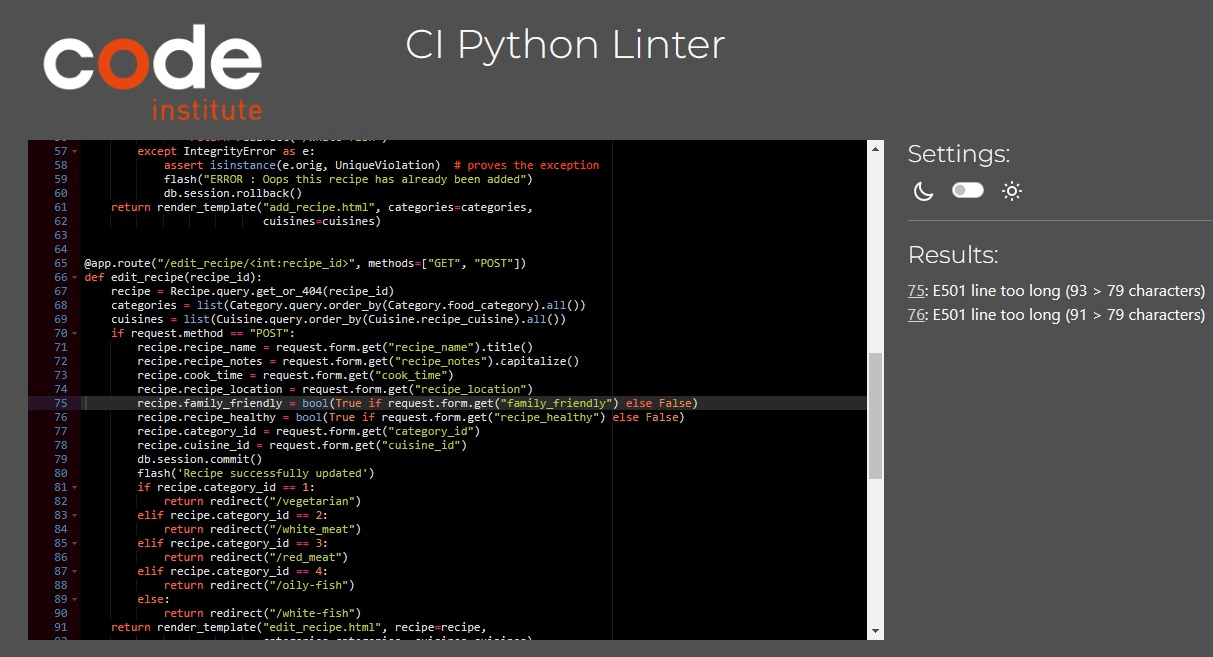 code
institute
CI Python Linter
57 except IntegrityError as e:
58 assert isinstance(e.orig, UniqueViolation)  # proves the exception
59 flash("ERROR : Oops this recipe has already been added")
60 db.session.rollback()
61 return render_template("add_recipe.html", categories=categories,
62 cuisines=cuisines)
63
64
65 @app.route("/edit_recipe/<int:recipe_id>", methods=["GET", "POST"])
66 def edit_recipe(recipe_id):
67 recipe = Recipe.query.get_or_404(recipe_id)
68 categories = list(Category.query.order_by(Category.food_category).all())
69 cuisines = list(Cuisine.query.order_by(Cuisine.recipe_cuisine).all())
70 if request.method == "POST":
71 recipe.recipe_name = request.form.get("recipe_name").title()
72 recipe.recipe_notes = request.form.get("recipe_notes").capitalize()
73 recipe.cook_time = request.form.get("cook_time")
74 recipe.recipe_location = request.form.get("recipe_location")
75 recipe.family_friendly = bool(True if request.form.get("family_friendly") else False)
76 recipe.recipe_healthy = bool(True if request.form.get("recipe_healthy") else False)
77 recipe.category_id = request.form.get("category_id")
78 recipe.cuisine_id = request.form.get("cuisine_id")
79 db.session.commit()
80 flash('Recipe successfully updated')
81 if recipe.category_id == 1:
82 return redirect("/vegetarian")
83 elif recipe.category_id == 2:
84 return redirect("/white_meat")
85 elif recipe.category_id == 3:
86 return redirect("/red_meat")
87 elif recipe.category_id == 4:
88 return redirect("/oily-fish")
89 else:
90 return redirect("/white-fish")
91 return render_template("edit_recipe.html", recipe=recipe,
Settings:
Results:
75: E501 line too long (93 > 79 characters)
76: E501 line too long (91 > 79 characters)